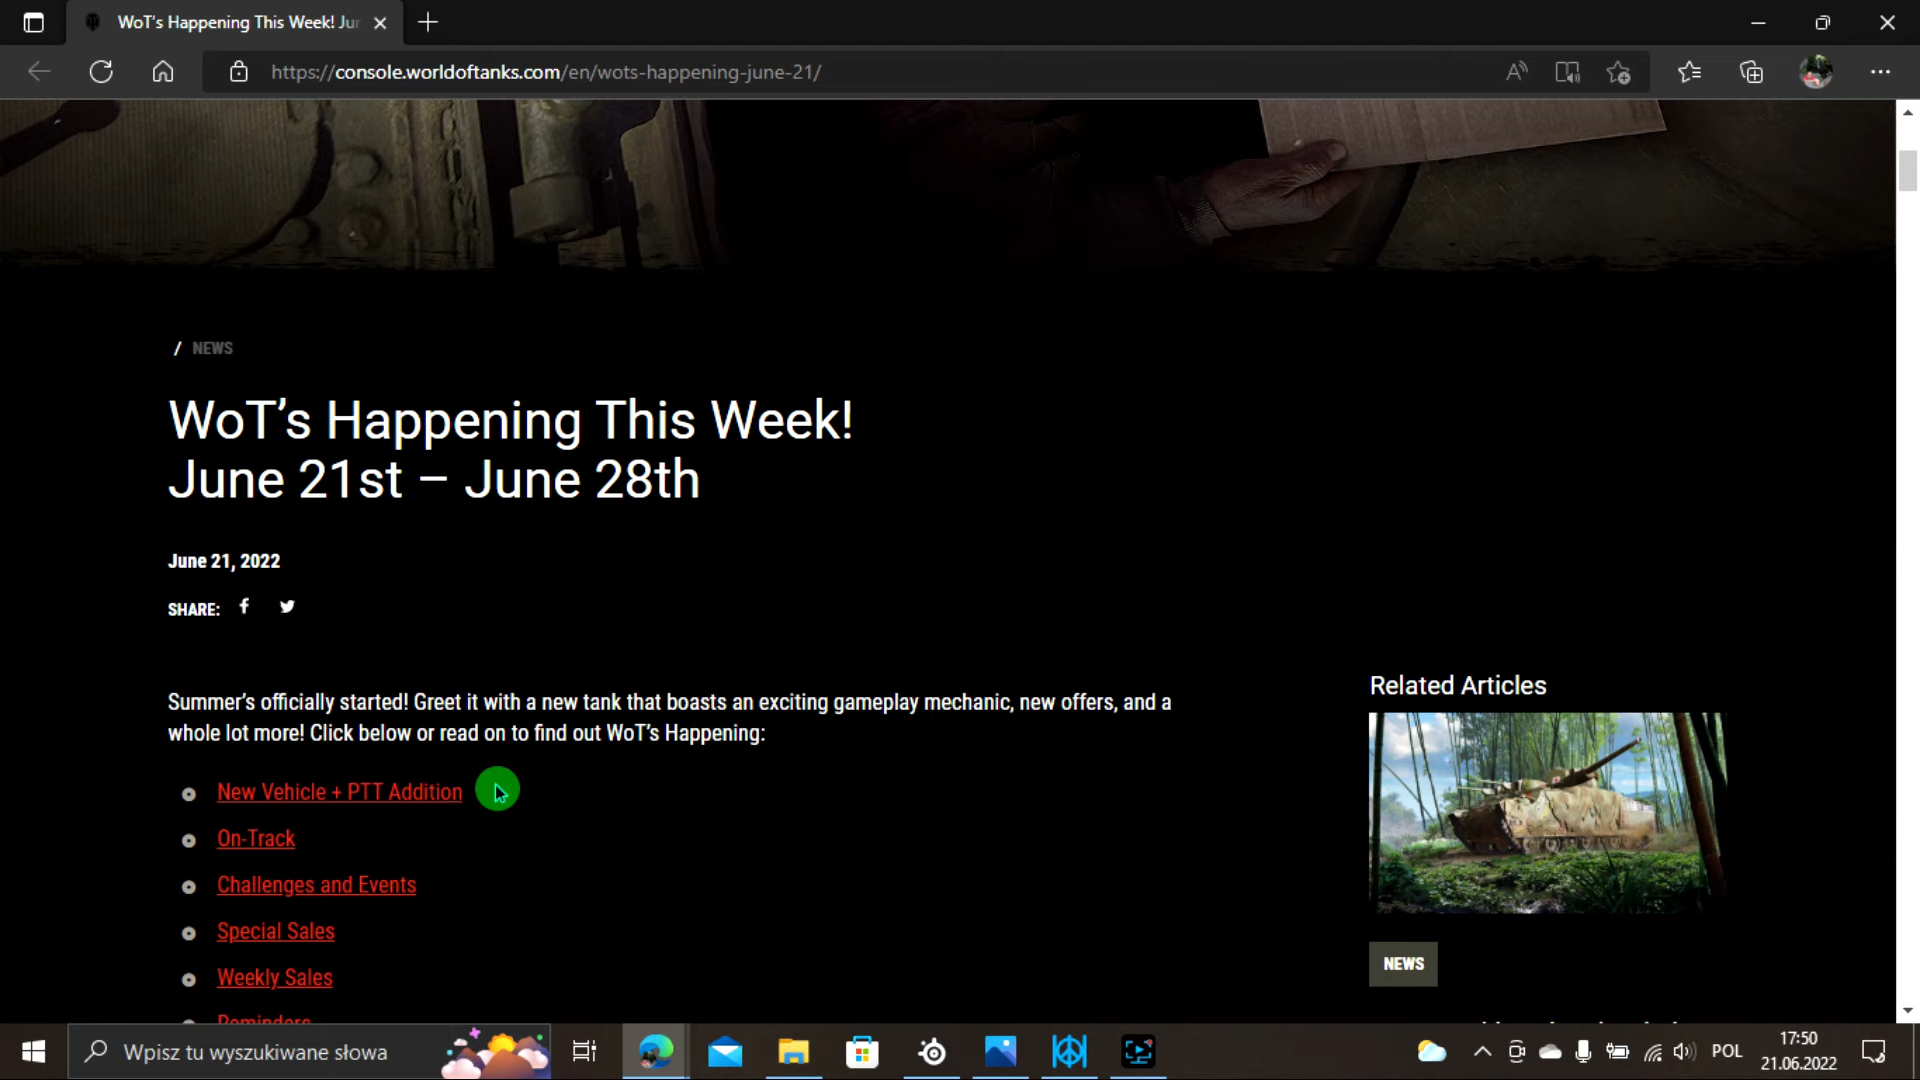 WoT's Happening This Week! Jur
https://console.worldoftanks.com/en/wots-happening-june-21/
/ NEWS
WoT’s Happening This Week!
June 21st – June 28th
June 21, 2022
SHARE:
Summer’s officially started! Greet it with a new tank that boasts an exciting gameplay mechanic, new offers, and a
whole lot more! Click below or read on to find out WoT’s Happening:
New Vehicle + PTT Addition
On-Track
Challenges and Events
Special Sales
Weekly Sales
Reminders
Related Articles
NEWS
Wpisz tu wyszukiwane słowa
POL
17:50
21.06.2022